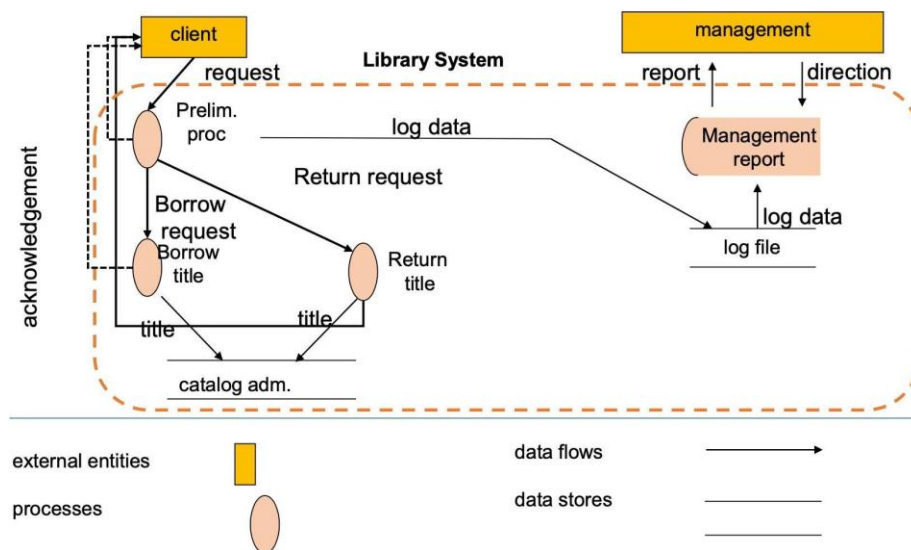 client
management
Library System
request
report
direction
Prelim.
proc
log data
Management
report
Return request
acknowledgement
Borrow
request
log data
Borrow
title
Return
title
log file
title
title
catalog adm.
external entities
data flows
processes
data stores